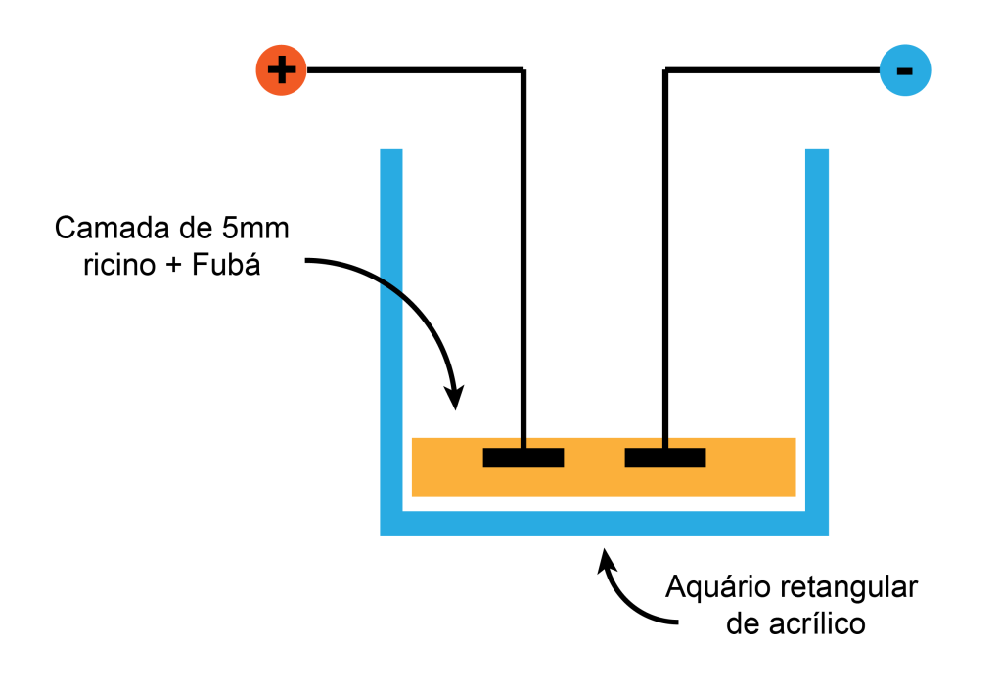 +
-
Camada de 5mm
ricino + Fubá
Aquário retangular
de acrílico